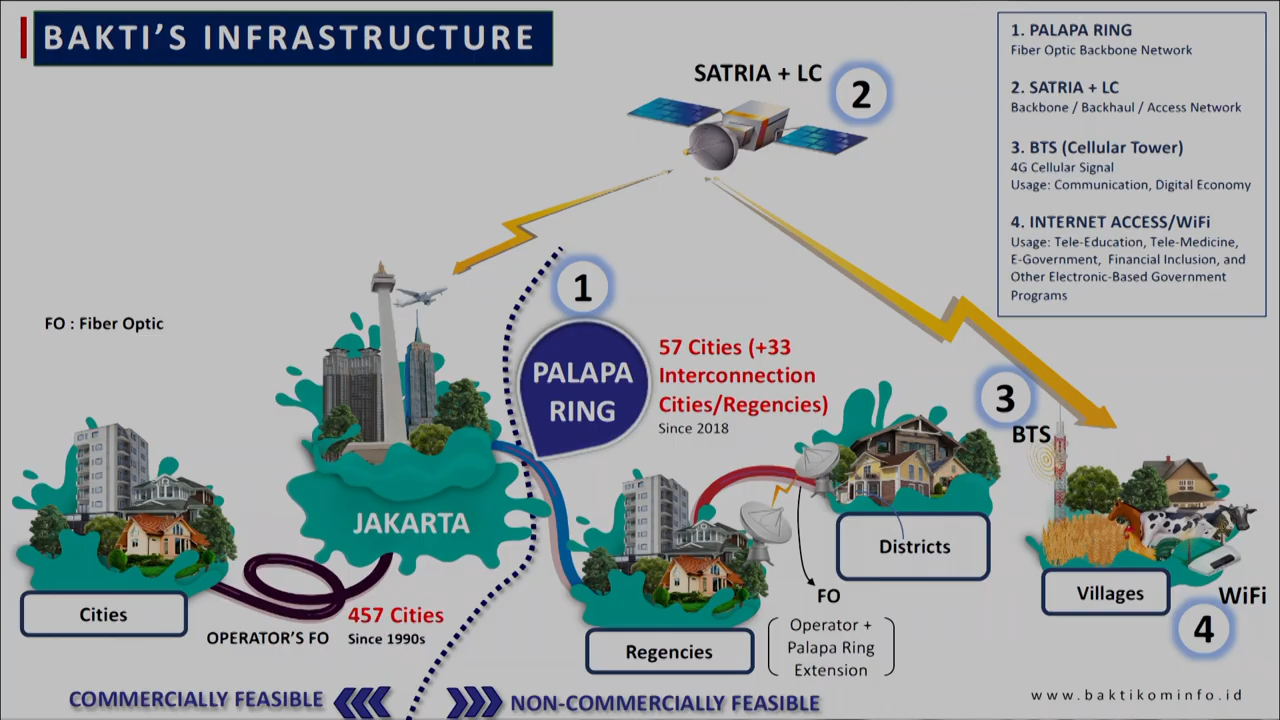 BAKTI'S INFRASTRUCTURE
SATRIA + LC
2
1. PALAPA RING
Fiber Optic Backbone Network
2. SATRIA + LC
Backbone / Backhaul / Access Network
3. BTS (Cellular Tower)
4G Cellular Signal
Usage: Communication, Digital Economy
4. INTERNET ACCESS/WiFi
Usage: Tele-Education, Tele-Medicine,
E-Government, Financial Inclusion, and
Other Electronic-Based Government
Programs
FO : Fiber Optic
1
PALAPA
RING
57 Cities (+33
Interconnection
Cities/Regencies)
Since 2018
3
BTS
JAKARTA
Districts
Cities
457 Cities
OPERATOR'S FO
Since 1990s
FO
Operator +
Palapa Ring
Extension
Regencies
Villages
WiFi
4
COMMERCIALLY FEASIBLE
NON-COMMERCIALLY FEASIBLE
www.baktikominfo.id